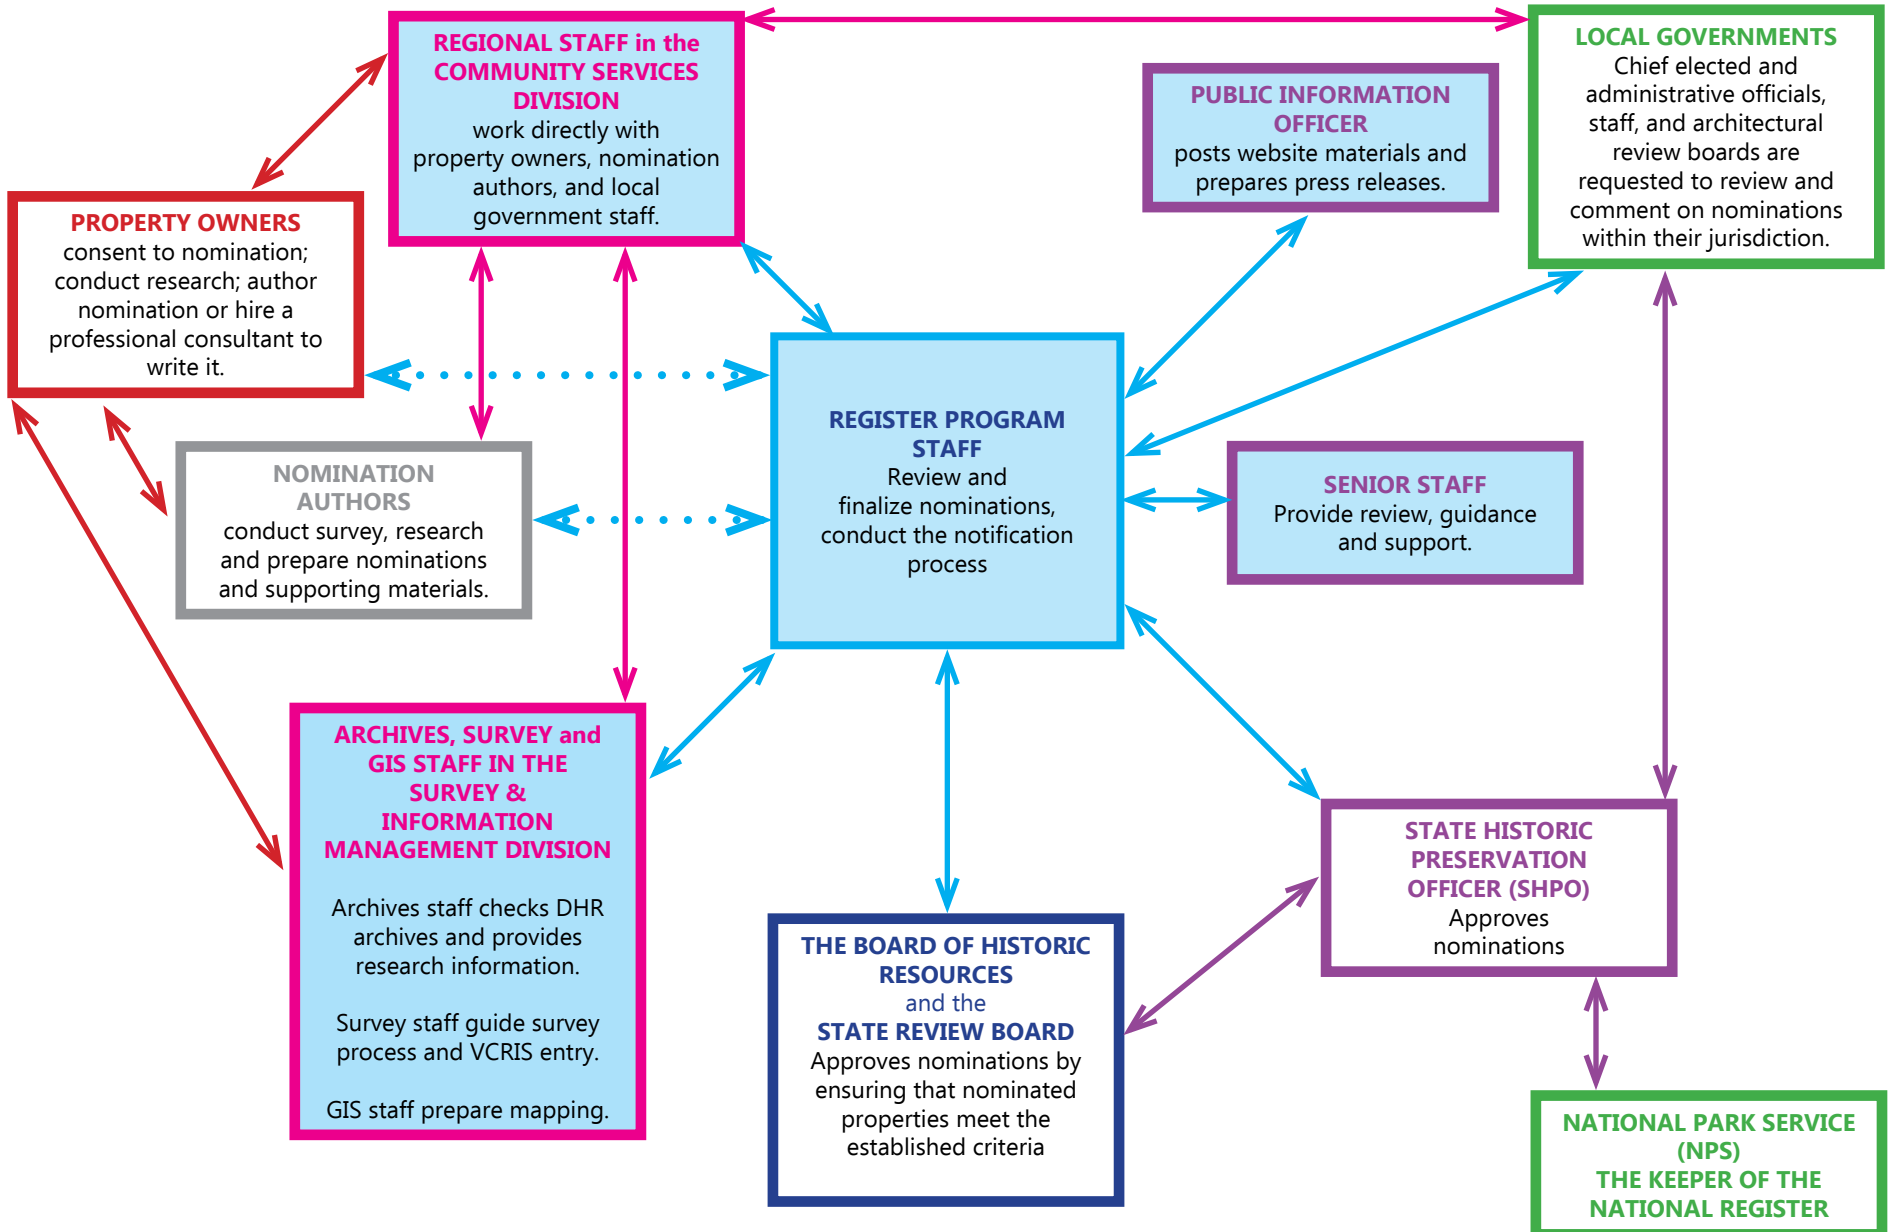 REGIONAL STAFF in the
COMMUNITY SERVICES
DIVISION
work directly with
property owners, nomination
authors, and local
government staff.
LOCAL GOVERNMENTS
Chief elected and
administrative officials,
staff, and architectural
review boards are
requested to review and
comment on nominations
within their jurisdiction.
PUBLIC INFORMATION
OFFICER
posts website materials and
prepares press releases.
PROPERTY OWNERS
consent to nomination;
conduct research; author
nomination or hire a
professional consultant to
write it.
REGISTER PROGRAM
STAFF
Review and
finalize nominations,
conduct the notification
process
NOMINATION
AUTHORS
conduct survey, research
and prepare nominations
and supporting materials.
SENIOR STAFF
Provide review, guidance
and support.
ARCHIVES, SURVEY and
GIS STAFF IN THE
SURVEY &
INFORMATION
MANAGEMENT DIVISION
Archives staff checks DHR
archives and provides
research information.
Survey staff guide survey
process and VCRIS entry.
GIS staff prepare mapping.
THE BOARD OF HISTORIC
RESOURCES
and the
STATE REVIEW BOARD
Approves nominations by
ensuring that nominated
properties meet the
established criteria
STATE HISTORIC
PRESERVATION
OFFICER (SHPO)
Approves
nominations
NATIONAL PARK SERVICE
(NPS)
THE KEEPER OF THE
NATIONAL REGISTER